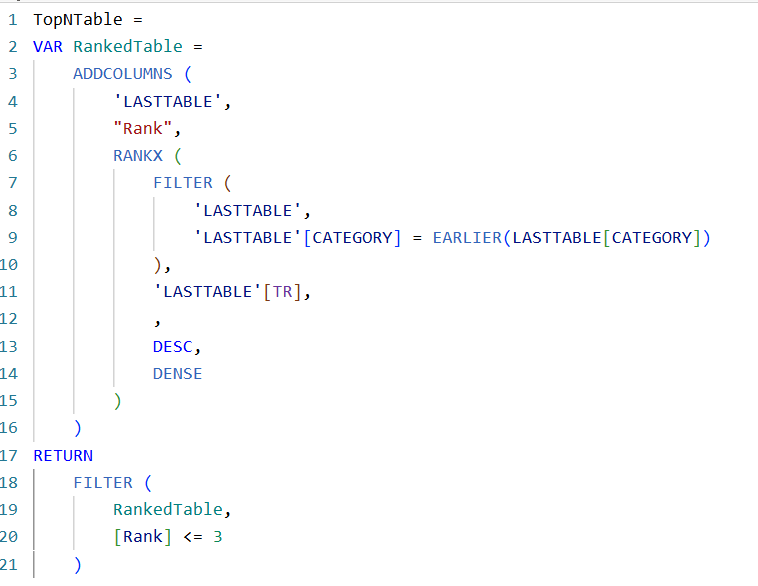 1 TopNTable =
2 VAR RankedTable =
3 ADDCOLUMNS (
4 'LASTTABLE',
5 "Rank",
6 RANKX (
7 FILTER (
8 'LASTTABLE',
9 'LASTTABLE'[CATEGORY] = EARLIER(LASTTABLE[CATEGORY])
10 ),
11 'LASTTABLE'[TR],
12 ,
13 DESC,
14 DENSE
15 )
16 )
17 RETURN
18 FILTER (
19 RankedTable,
20 [Rank] <= 3
21 )